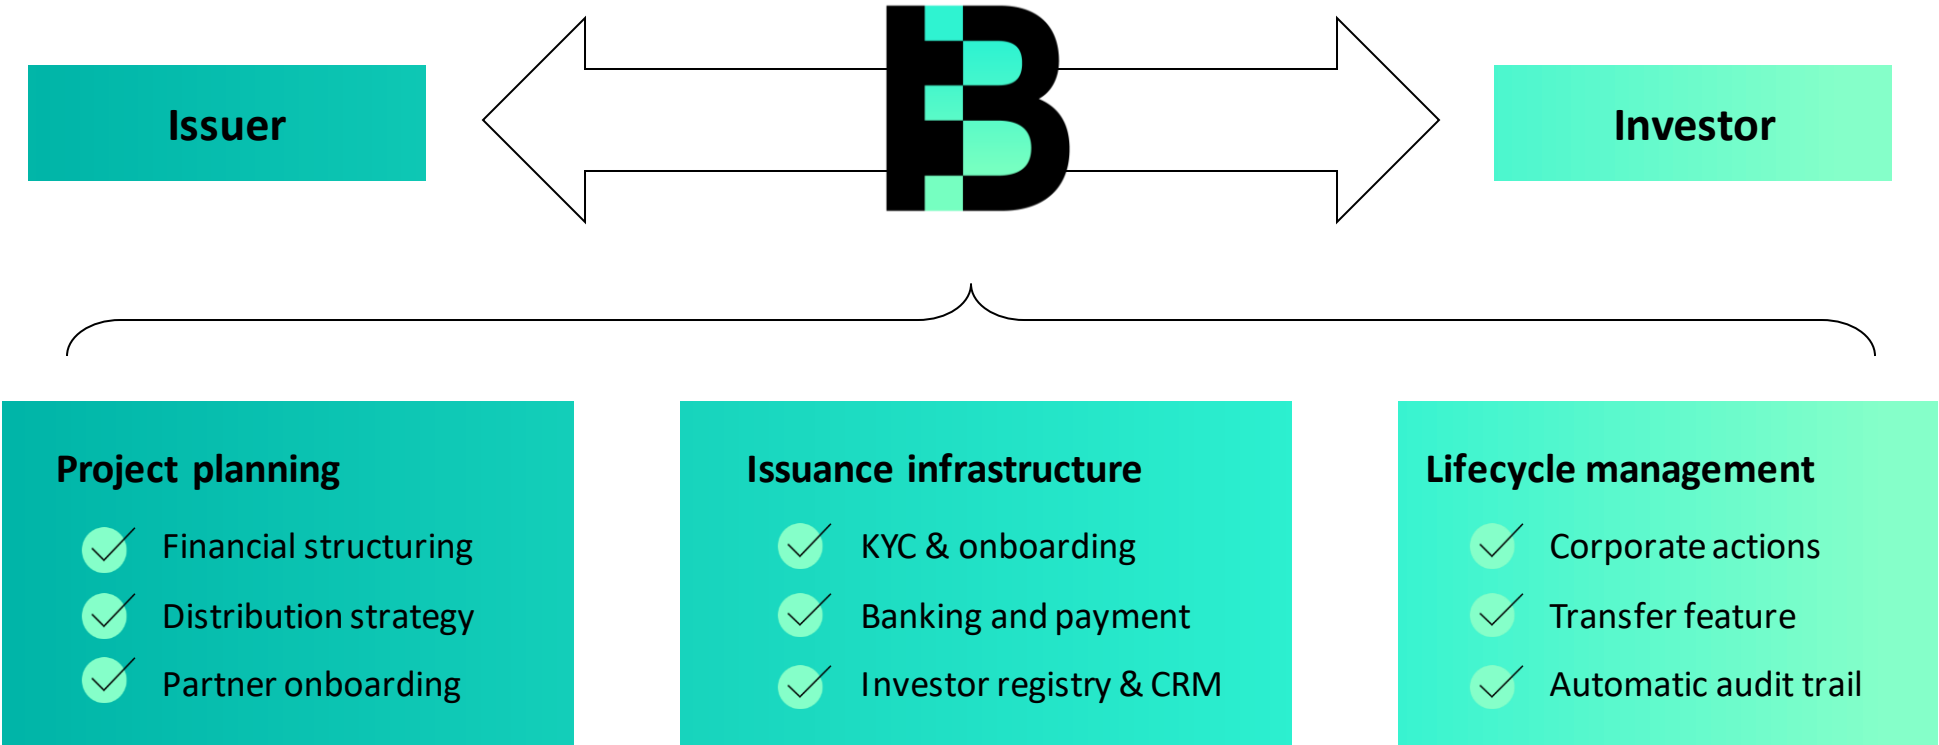 B
Issuer
Investor
Project planning
Financial structuring
Distribution strategy
Partner onboarding
Issuance infrastructure
KYC & onboarding
Banking and payment
Investor registry & CRM
Lifecycle management
Corporate actions
Transfer feature
Automatic audit trail